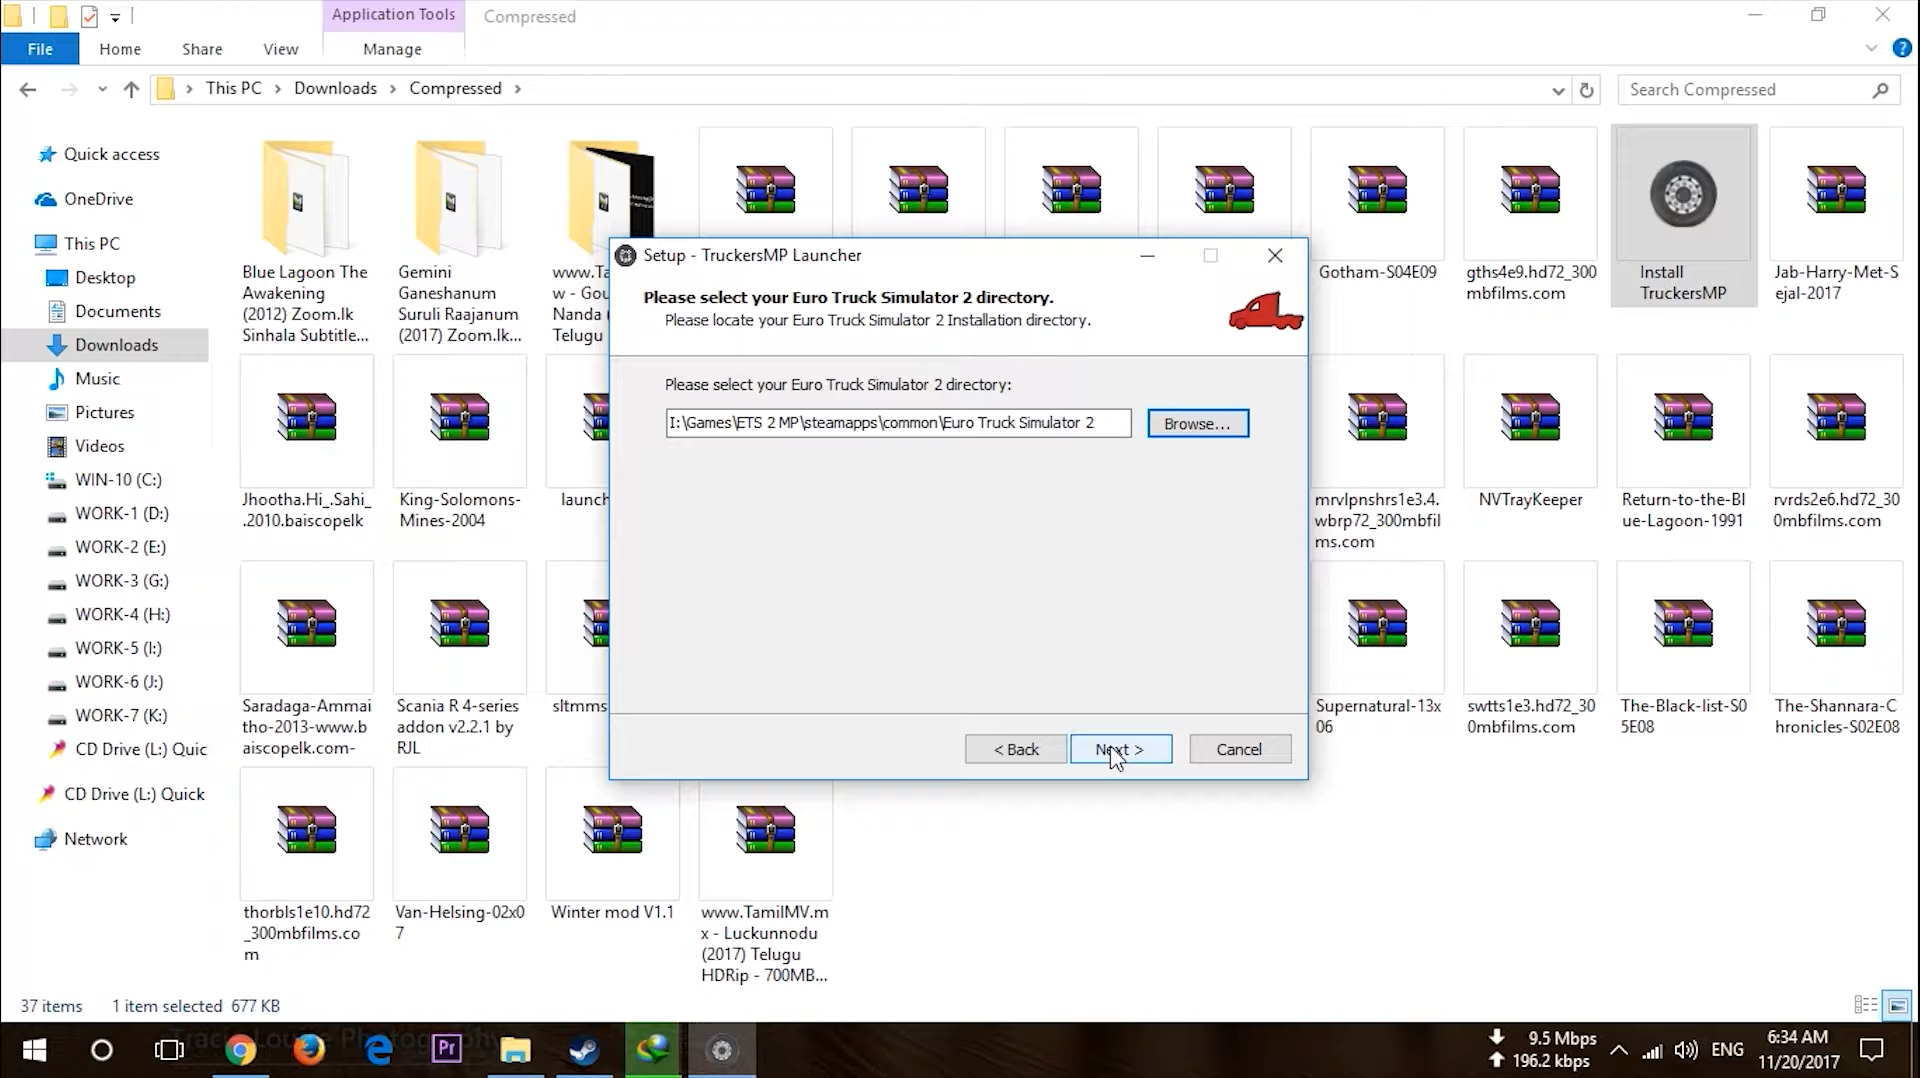 Application Tools
Compressed
File
Home
Share
View
Manage
This PC
Downloads
Compressed
Search Compressed
Quick access
OneDrive
This PC
Desktop
Documents
Downloads
Music
Pictures
Videos
WIN-10 (C:)
WORK-1 (D:)
WORK-2 (E:)
WORK-3 (G:)
WORK-4 (H:)
WORK-5 (I:)
WORK-6 (J:)
WORK-7 (K:)
CD Drive (L:) Quic
CD Drive (L:) Quick
Network
Blue Lagoon The
Awakening
(2012) Zoom.lk
Sinhala Subtitle...
Gemini
Ganeshanum
Suruli Raajanum
(2017) Zoom.lk...
www.Ta
w - Gou
Nanda (
Telugu
Gotham-S04E09
gths4e9.hd72_300
mbfilms.com
Install
TruckersMP
Jab-Harry-Met-S
ejal-2017
Setup - TruckersMP Launcher
Please select your Euro Truck Simulator 2 directory.
Please locate your Euro Truck Simulator 2 Installation directory.
Please select your Euro Truck Simulator 2 directory:
I:\Games\ETS 2 MP\steamapps\common\Euro Truck Simulator 2
Browse...
< Back
Next >
Cancel
Jhootha.Hi_.Sahi_
.2010.baiscopelk
King-Solomons-
Mines-2004
launch
mrvlpnshrs1e3.4.
wbrp72_300mbfil
ms.com
NVTrayKeeper
Return-to-the-Bl
ue-Lagoon-1991
rvrds2e6.hd72_30
0mbfilms.com
Saradaga-Ammai
tho-2013-www.b
aiscopelk.com-
Scania R 4-series
addon v2.2.1 by
RJL
sltmms
Supernatural-13x
06
swtts1e3.hd72_30
0mbfilms.com
The-Black-list-S0
5E08
The-Shannara-C
hronicles-S02E08
thorbls1e10.hd72
_300mbfilms.co
m
Van-Helsing-02x0
7
Winter mod V1.1
www.TamilMV.m
x - Luckunnodu
(2017) Telugu
HDRip - 700MB...
37 items
1 item selected 677 KB
Pr
9.5 Mbps
196.2 kbps
ENG
6:34 AM
11/20/2017